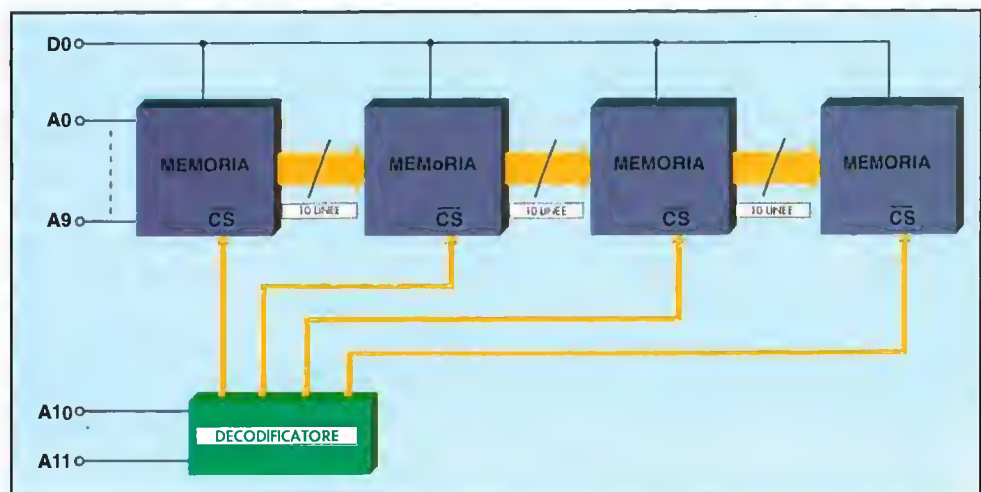 D0
A0
MEMORIA
MEMoRIA
MEMORIA
MEMORIA
10 LINEE
10 LINEE
10 LINEE
A9
CS
CS
CS
CS
A10
DECODIFICATORE
A11